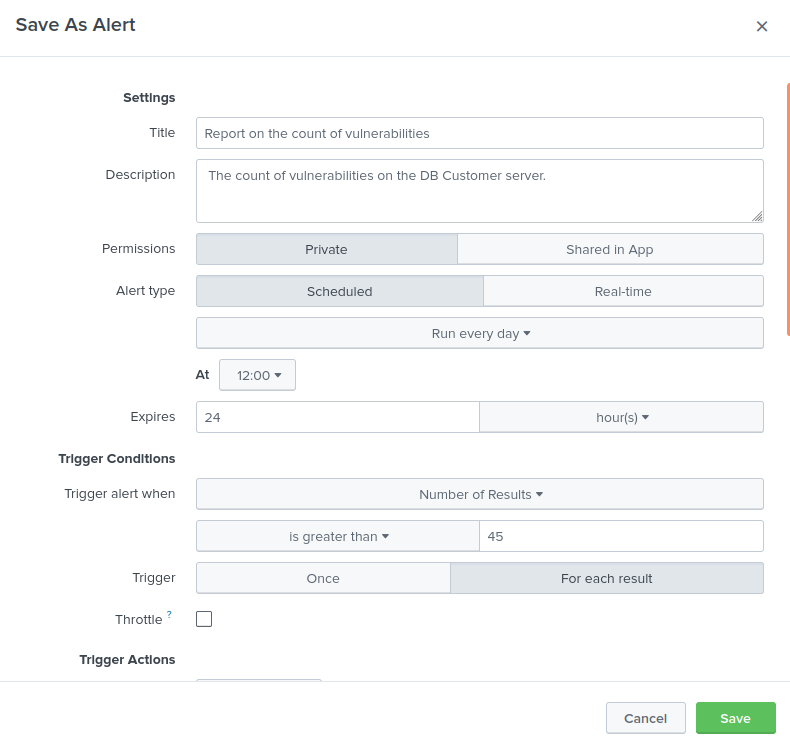 Save As Alert ×
Settings
Title Report on the count of vulnerabilities
Description The count of vulnerabilities on the DB Customer server.
Permissions Private Shared in App
Alert type Scheduled Real-time
Run every day
At 12:00
Expires 24 hour(s)
Trigger Conditions
Trigger alert when Number of Results
is greater than 45
Trigger Once For each result
Throttle ?
Trigger Actions
Cancel Save